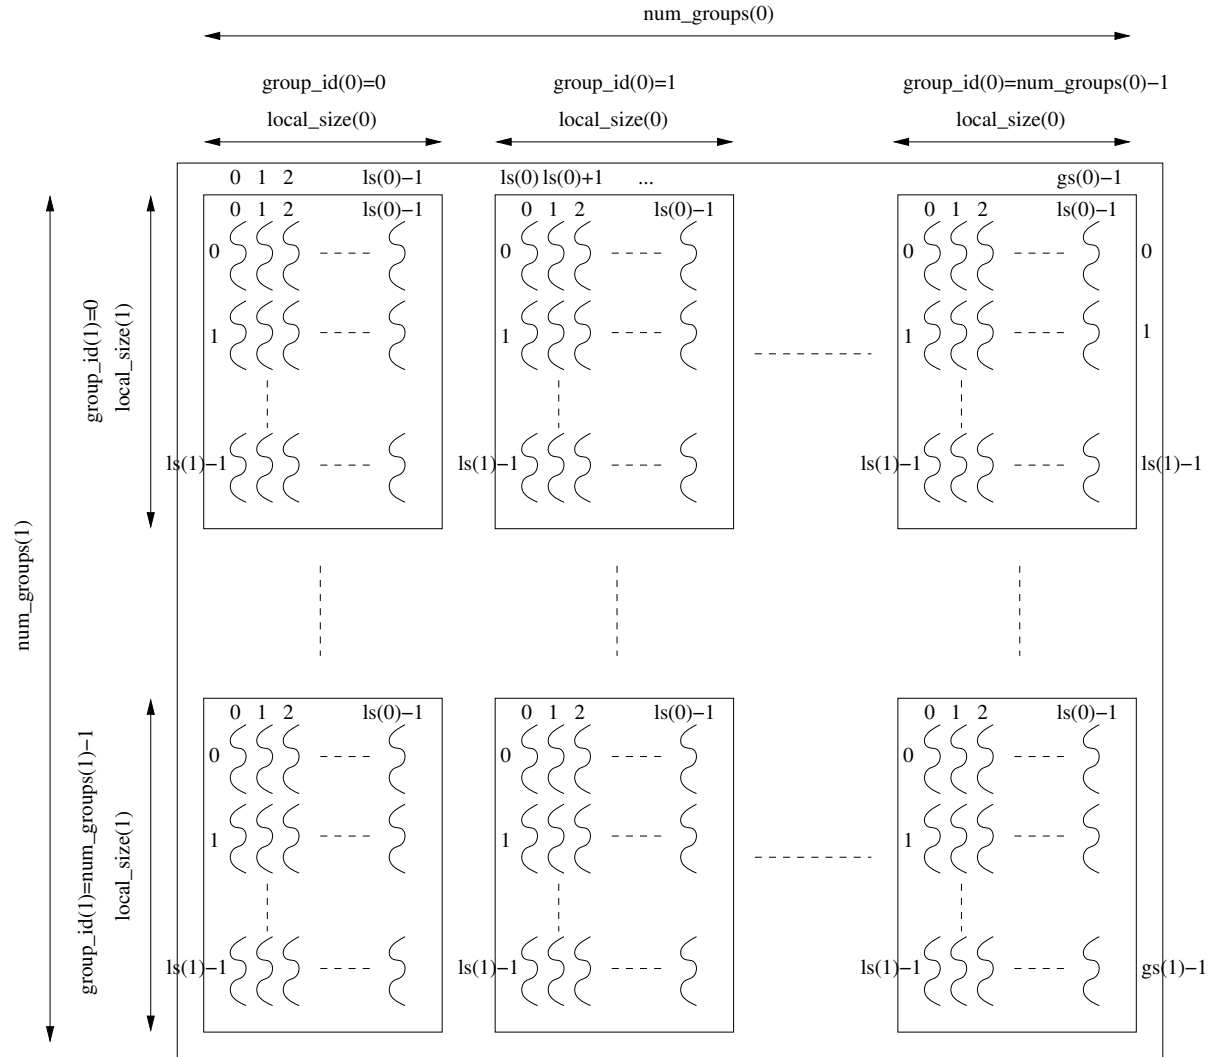 num_groups(0)
group_id(0)=0 group_id(0)=1 group_id(0)=num_groups(0)−1
local_size(0) local_size(0) local_size(0)
0 1 2 ls(0)−1 ls(0) ls(0)+1 ... gs(0)−1
0 1 2 ls(0)−1 0 1 2 ls(0)−1 0 1 2 ls(0)−1
0 0 0 0
1 1 1 1
ls(1)−1 ls(1)−1 ls(1)−1 ls(1)−1
group_id(1)=0
local_size(1)
num_groups(1)
0 1 2 ls(0)−1 0 1 2 ls(0)−1 0 1 2 ls(0)−1
0 0 0
1 1 1
ls(1)−1 ls(1)−1 ls(1)−1 gs(1)−1
group_id(1)=num_groups(1)−1
local_size(1)